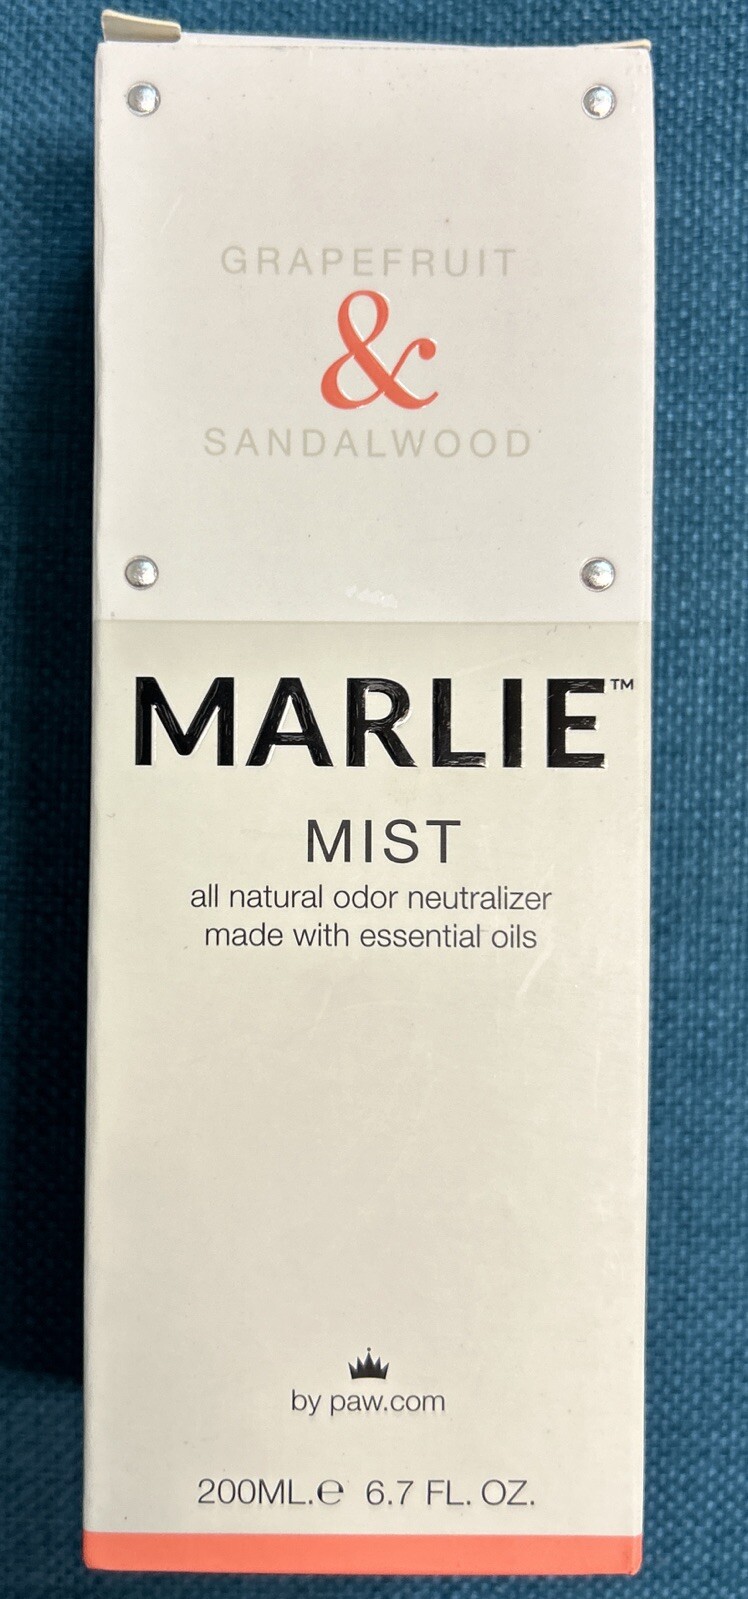 GRAPEFRUIT
&
SANDALWOOD
MARLIE™
MIST
all natural odor neutralizer
made with essential oils
by paw.com
200ML.℮ 6.7 FL. OZ.